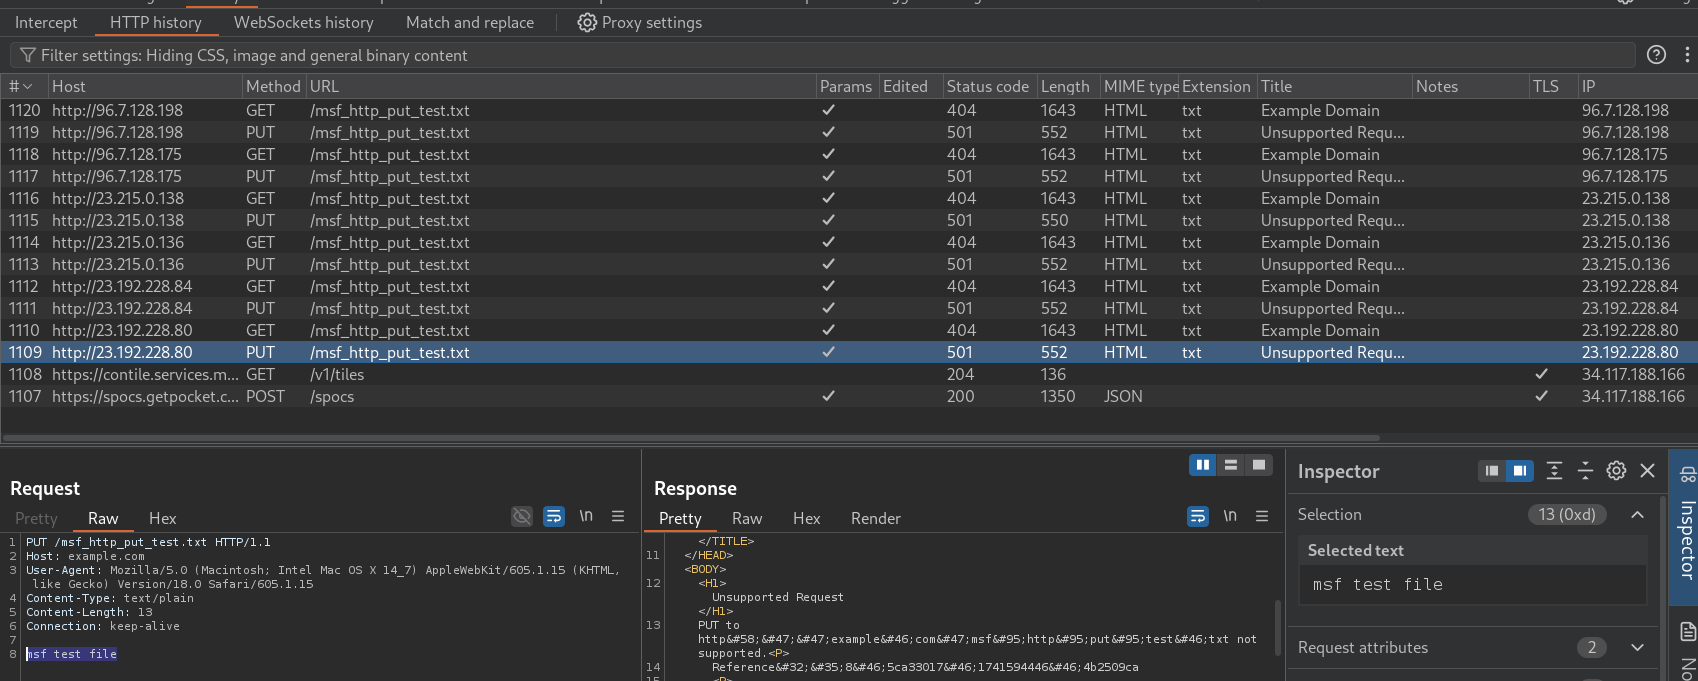 Intercept HTTP history WebSockets history Match and replace Proxy settings
Filter settings: Hiding CSS, image and general binary content
# Host Method URL Params Edited Status code Length MIME type Extension Title Notes TLS IP
1120 http://96.7.128.198 GET /msf_http_put_test.txt ✓ 404 1643 HTML txt Example Domain 96.7.128.198
1119 http://96.7.128.198 PUT /msf_http_put_test.txt ✓ 501 552 HTML txt Unsupported Requ... 96.7.128.198
1118 http://96.7.128.175 GET /msf_http_put_test.txt ✓ 404 1643 HTML txt Example Domain 96.7.128.175
1117 http://96.7.128.175 PUT /msf_http_put_test.txt ✓ 501 552 HTML txt Unsupported Requ... 96.7.128.175
1116 http://23.215.0.138 GET /msf_http_put_test.txt ✓ 404 1643 HTML txt Example Domain 23.215.0.138
1115 http://23.215.0.138 PUT /msf_http_put_test.txt ✓ 501 550 HTML txt Unsupported Requ... 23.215.0.138
1114 http://23.215.0.136 GET /msf_http_put_test.txt ✓ 404 1643 HTML txt Example Domain 23.215.0.136
1113 http://23.215.0.136 PUT /msf_http_put_test.txt ✓ 501 552 HTML txt Unsupported Requ... 23.215.0.136
1112 http://23.192.228.84 GET /msf_http_put_test.txt ✓ 404 1643 HTML txt Example Domain 23.192.228.84
1111 http://23.192.228.84 PUT /msf_http_put_test.txt ✓ 501 552 HTML txt Unsupported Requ... 23.192.228.84
1110 http://23.192.228.80 GET /msf_http_put_test.txt ✓ 404 1643 HTML txt Example Domain 23.192.228.80
1109 http://23.192.228.80 PUT /msf_http_put_test.txt ✓ 501 552 HTML txt Unsupported Requ... 23.192.228.80
1108 https://contile.services.m... GET /v1/tiles 204 136 ✓ 34.117.188.166
1107 https://spocs.getpocket.c... POST /spocs ✓ 200 1350 JSON ✓ 34.117.188.166
Request
Pretty Raw Hex \n
1 PUT /msf_http_put_test.txt HTTP/1.1
2 Host: example.com
3 User-Agent: Mozilla/5.0 (Macintosh; Intel Mac OS X 14_7) AppleWebKit/605.1.15 (KHTML,
like Gecko) Version/18.0 Safari/605.1.15
4 Content-Type: text/plain
5 Content-Length: 13
6 Connection: keep-alive
7
8 msf test file
Response
Pretty Raw Hex Render \n
</TITLE>
11 </HEAD>
<BODY>
12 <H1>
Unsupported Request
</H1>
13 PUT to
http&#58;&#47;&#47;example&#46;com&#47;msf&#95;http&#95;put&#95;test&#46;txt not
supported.<P>
14 Reference&#32;&#35;8&#46;5ca33017&#46;1741594446&#46;4b2509ca
15 <P>
Inspector
Selection 13 (0xd)
Selected text
msf test file
Request attributes 2
Inspector